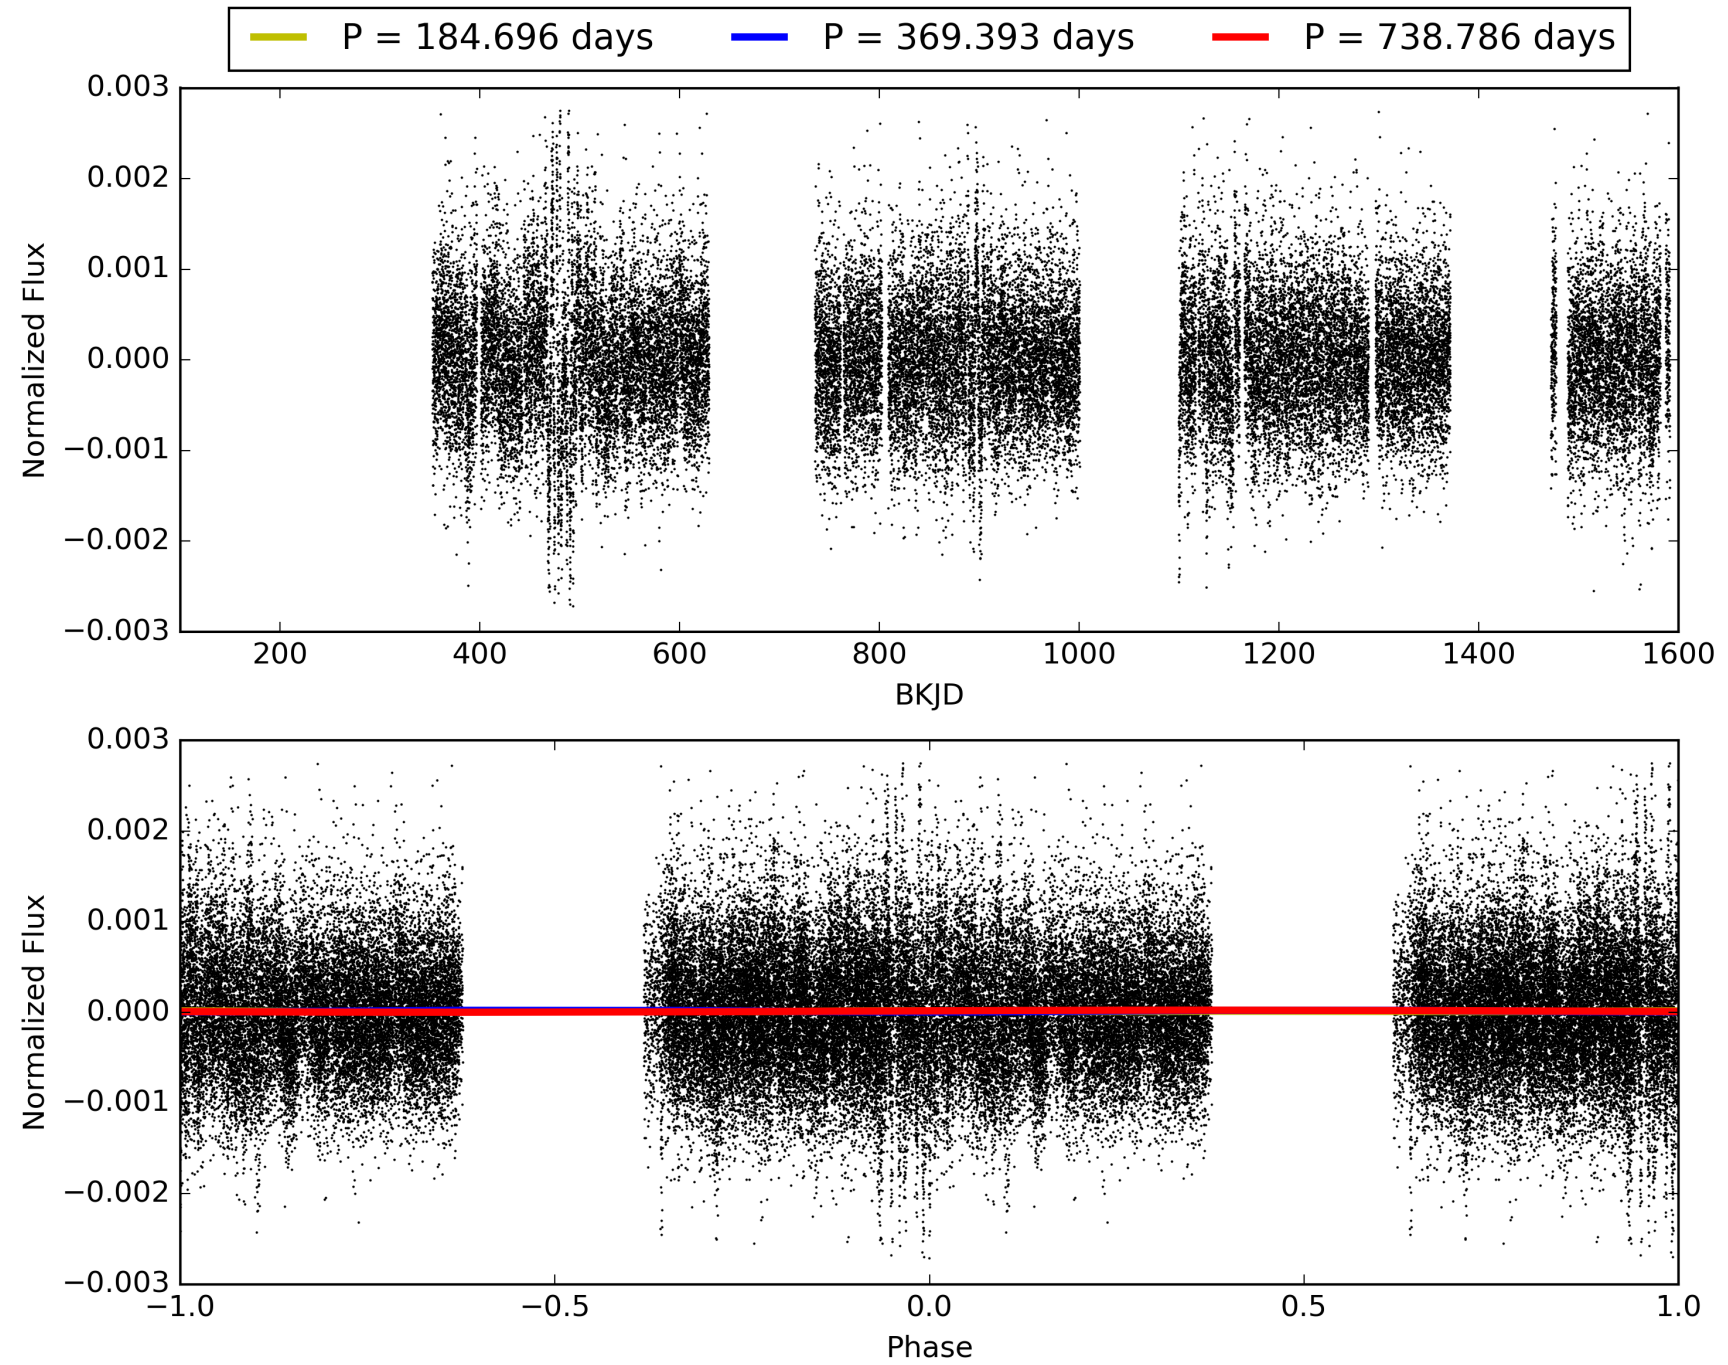 P = 184.696 days P = 369.393 days P = 738.786 days
0.003
0.002
0.001
0.000
−0.001
−0.002
−0.003
Normalized Flux
200 400 600 800 1000 1200 1400 1600
BKJD
0.003
0.002
0.001
0.000
−0.001
−0.002
−0.003
Normalized Flux
−1.0 −0.5 0.0 0.5 1.0
Phase